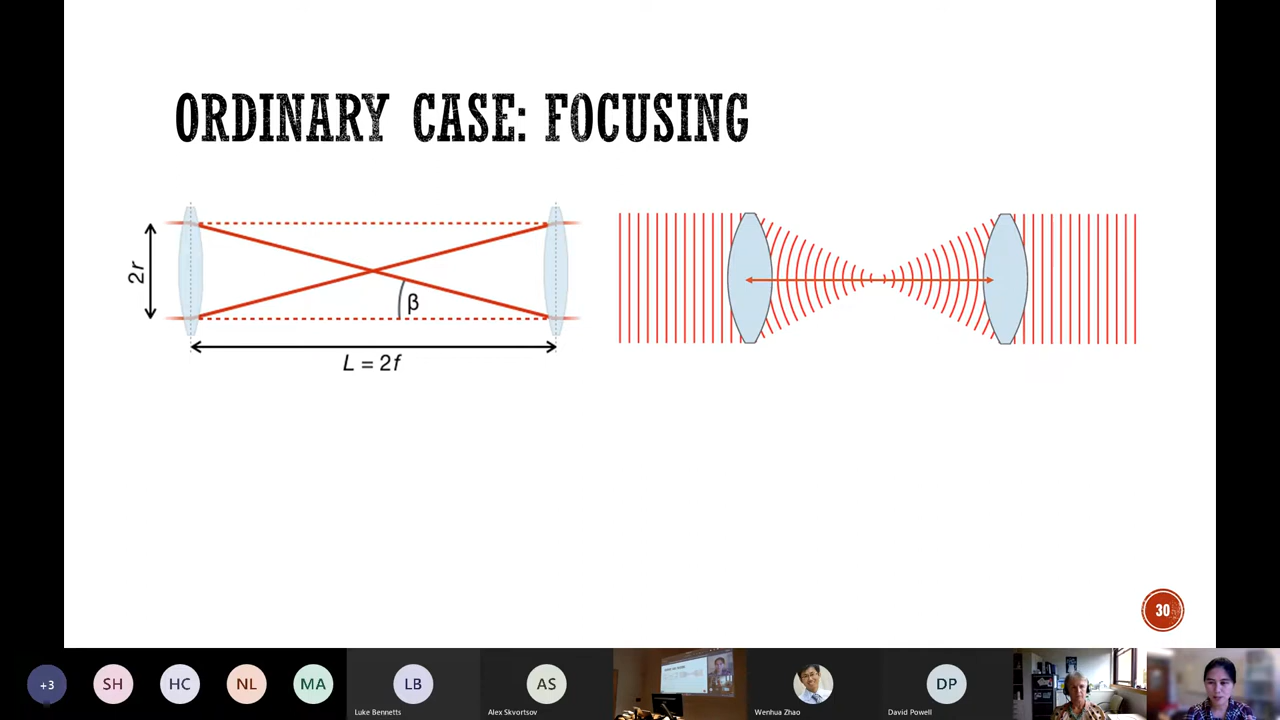 ORDINARY CASE: FOCUSING
2r
β
L = 2f
30
+3
SH
HC
NL
MA
LB
Luke Bennetts
AS
Alex Skvortsov
Wenhua Zhao
DP
David Powell